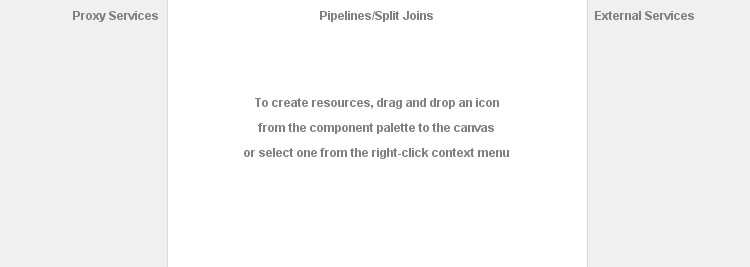 Proxy Services
Pipelines/Split Joins
External Services
To create resources, drag and drop an icon
from the component palette to the canvas
or select one from the right-click context menu